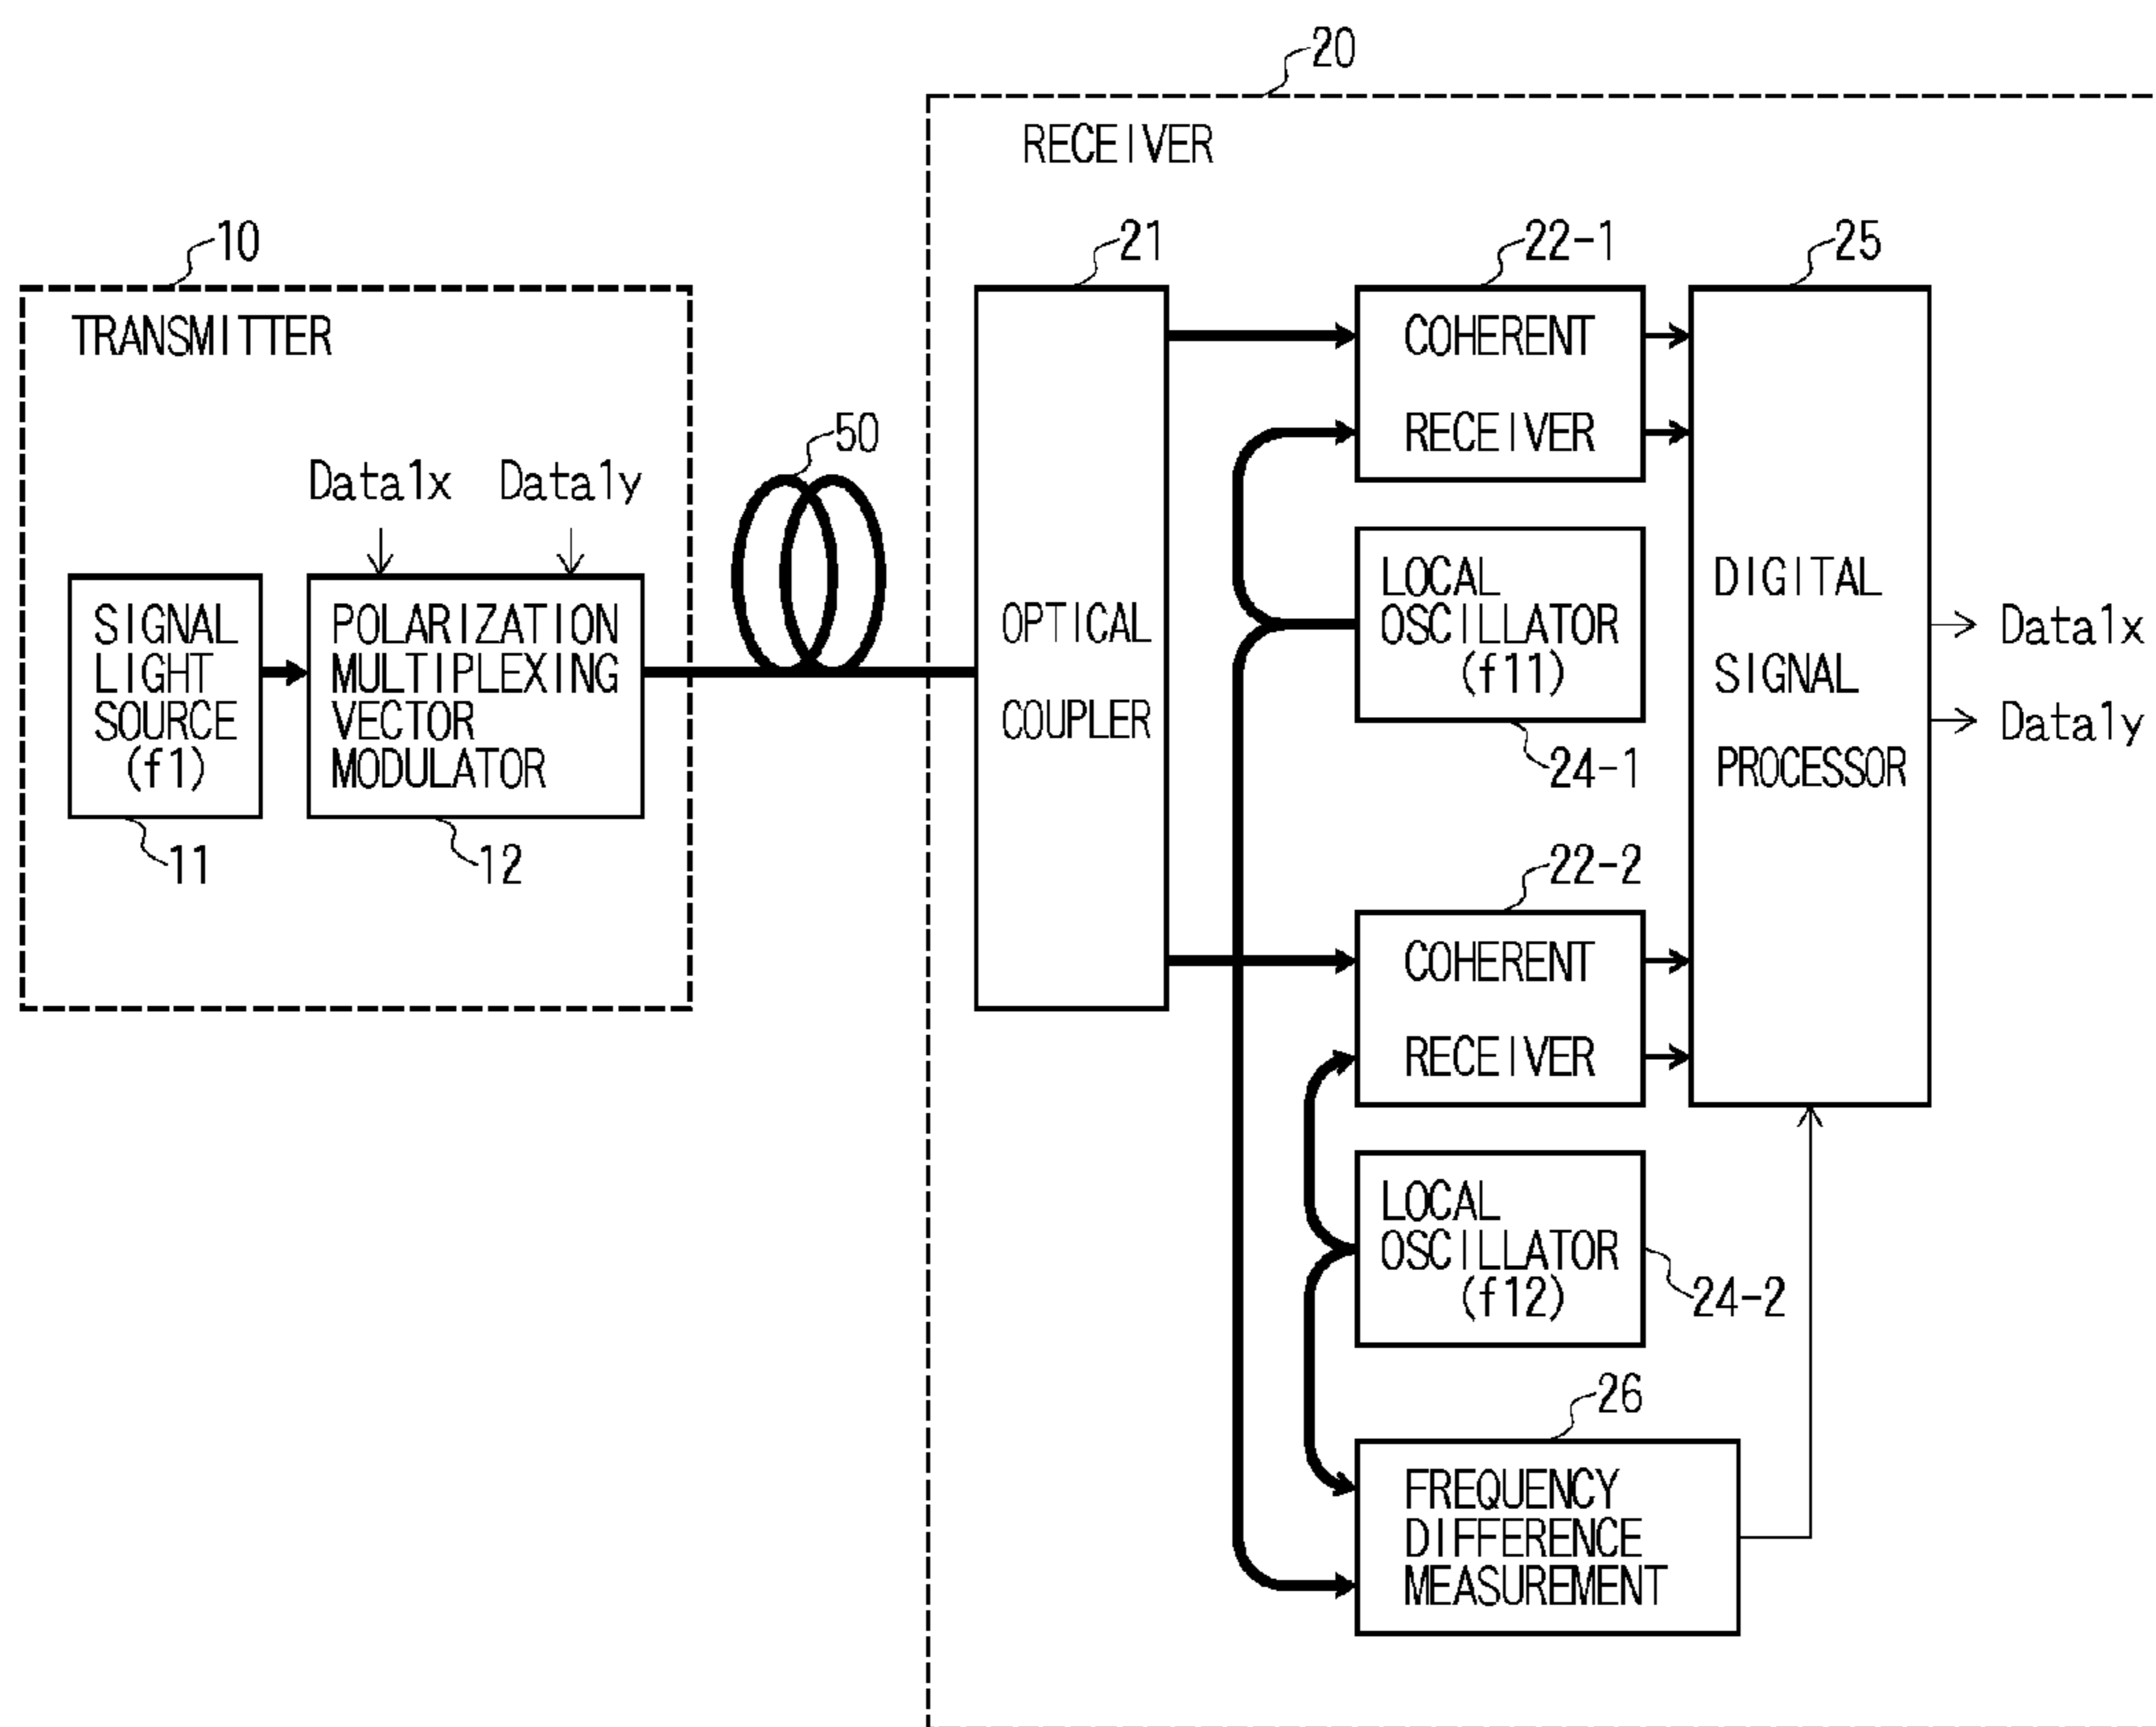 20
RECEIVER
10
TRANSMITTER
21
22-1
25
50
Data1x Data1y
SIGNAL
LIGHT
SOURCE
(f1)
11
POLARIZATION
MULTIPLEXING
VECTOR
MODULATOR
12
OPTICAL
COUPLER
COHERENT
RECEIVER
LOCAL
OSCILLATOR
(f11)
24-1
DIGITAL
SIGNAL
PROCESSOR
Data1x
Data1y
22-2
COHERENT
RECEIVER
LOCAL
OSCILLATOR
(f12)
24-2
26
FREQUENCY
DIFFERENCE
MEASUREMENT